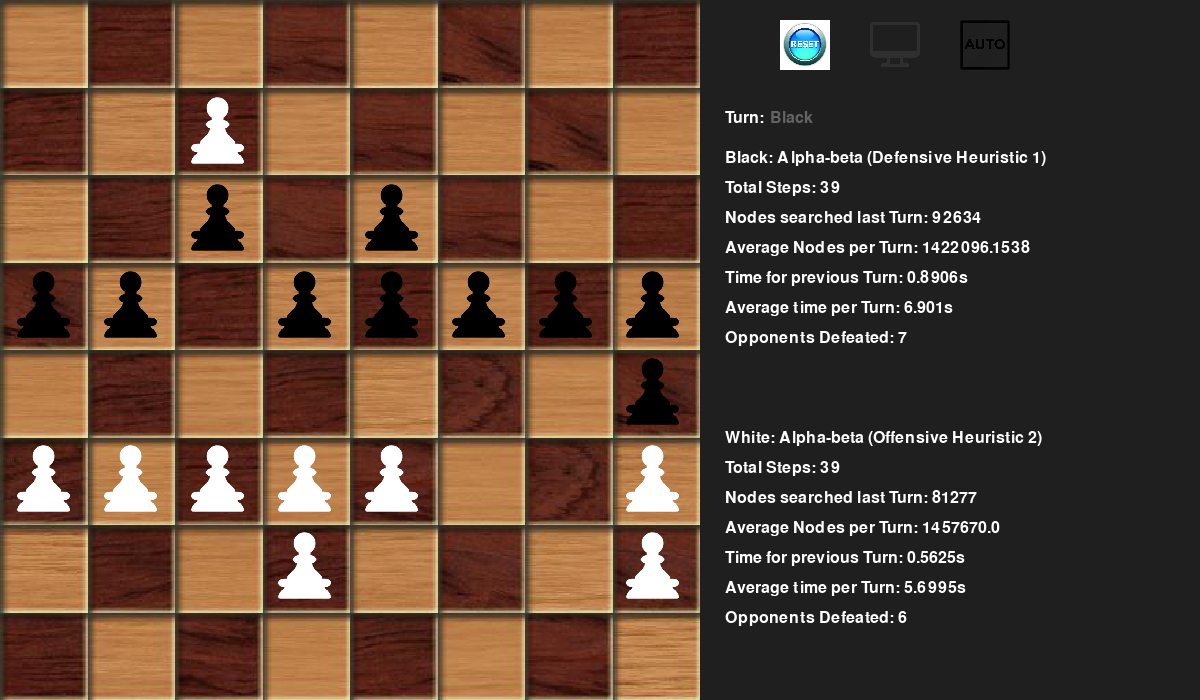 RESET
AUTO
Turn: Black
Black: Alpha-beta (Defensive Heuristic 1)
Total Steps: 39
Nodes searched last Turn: 92634
Average Nodes per Turn: 1422096.1538
Time for previous Turn: 0.8906s
Average time per Turn: 6.901s
Opponents Defeated: 7
White: Alpha-beta (Offensive Heuristic 2)
Total Steps: 39
Nodes searched last Turn: 81277
Average Nodes per Turn: 1457670.0
Time for previous Turn: 0.5625s
Average time per Turn: 5.6995s
Opponents Defeated: 6